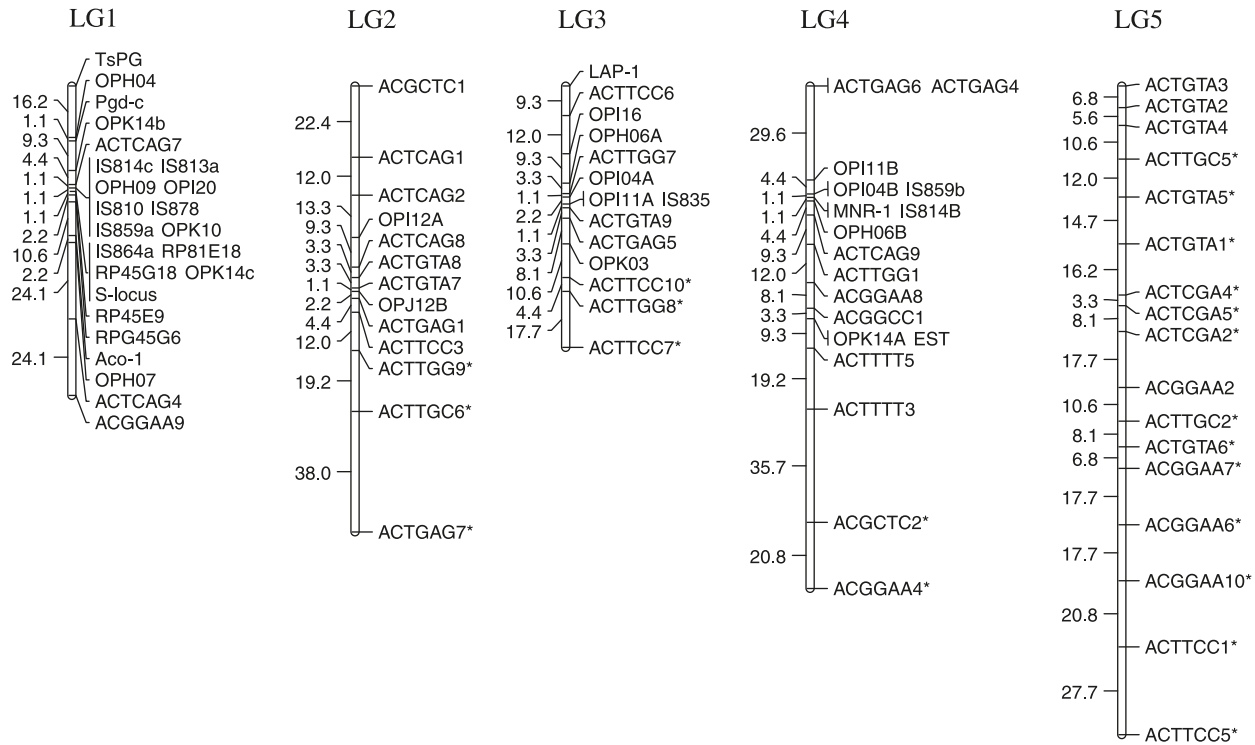 LG1
TsPG
OPH04
16.2
Pgd-c
1.1
OPK14b
9.3
ACTCAG7
4.4
IS814c IS813a
1.1
OPH09 OPI20
1.1
IS810 IS878
1.1
IS859a OPK10
2.2
IS864a RP81E18
10.6
RP45G18 OPK14c
2.2
S-locus
24.1
RP45E9
RPG45G6
Aco-1
24.1
OPH07
ACTCAG4
ACGGAA9
LG2
ACGCTC1
22.4
ACTCAG1
12.0
ACTCAG2
13.3
OPI12A
9.3
ACTCAG8
3.3
ACTGTA8
3.3
ACTGTA7
1.1
OPJ12B
2.2
ACTGAG1
4.4
ACTTCC3
12.0
ACTTGG9*
19.2
ACTTGC6*
38.0
ACTGAG7*
LG3
LAP-1
9.3
ACTTCC6
OPI16
12.0
OPH06A
9.3
ACTTGG7
3.3
OPI04A
1.1
OPI11A IS835
2.2
ACTGTA9
1.1
ACTGAG5
3.3
OPK03
8.1
ACTTCC10*
10.6
ACTTGG8*
4.4
17.7
ACTTCC7*
LG4
ACTGAG6 ACTGAG4
29.6
OPI11B
4.4
OPI04B IS859b
1.1
MNR-1 IS814B
1.1
OPH06B
4.4
ACTCAG9
9.3
ACTTGG1
12.0
ACGGAA8
8.1
ACGGCC1
3.3
OPK14A EST
9.3
ACTTTT5
19.2
ACTTTT3
35.7
ACGCTC2*
20.8
ACGGAA4*
LG5
ACTGTA3
6.8
ACTGTA2
5.6
ACTGTA4
10.6
ACTTGC5*
12.0
ACTGTA5*
14.7
ACTGTA1*
16.2
ACTCGA4*
3.3
ACTCGA5*
8.1
ACTCGA2*
17.7
ACGGAA2
10.6
ACTTGC2*
8.1
ACTGTA6*
6.8
ACGGAA7*
17.7
ACGGAA6*
17.7
ACGGAA10*
20.8
ACTTCC1*
27.7
ACTTCC5*